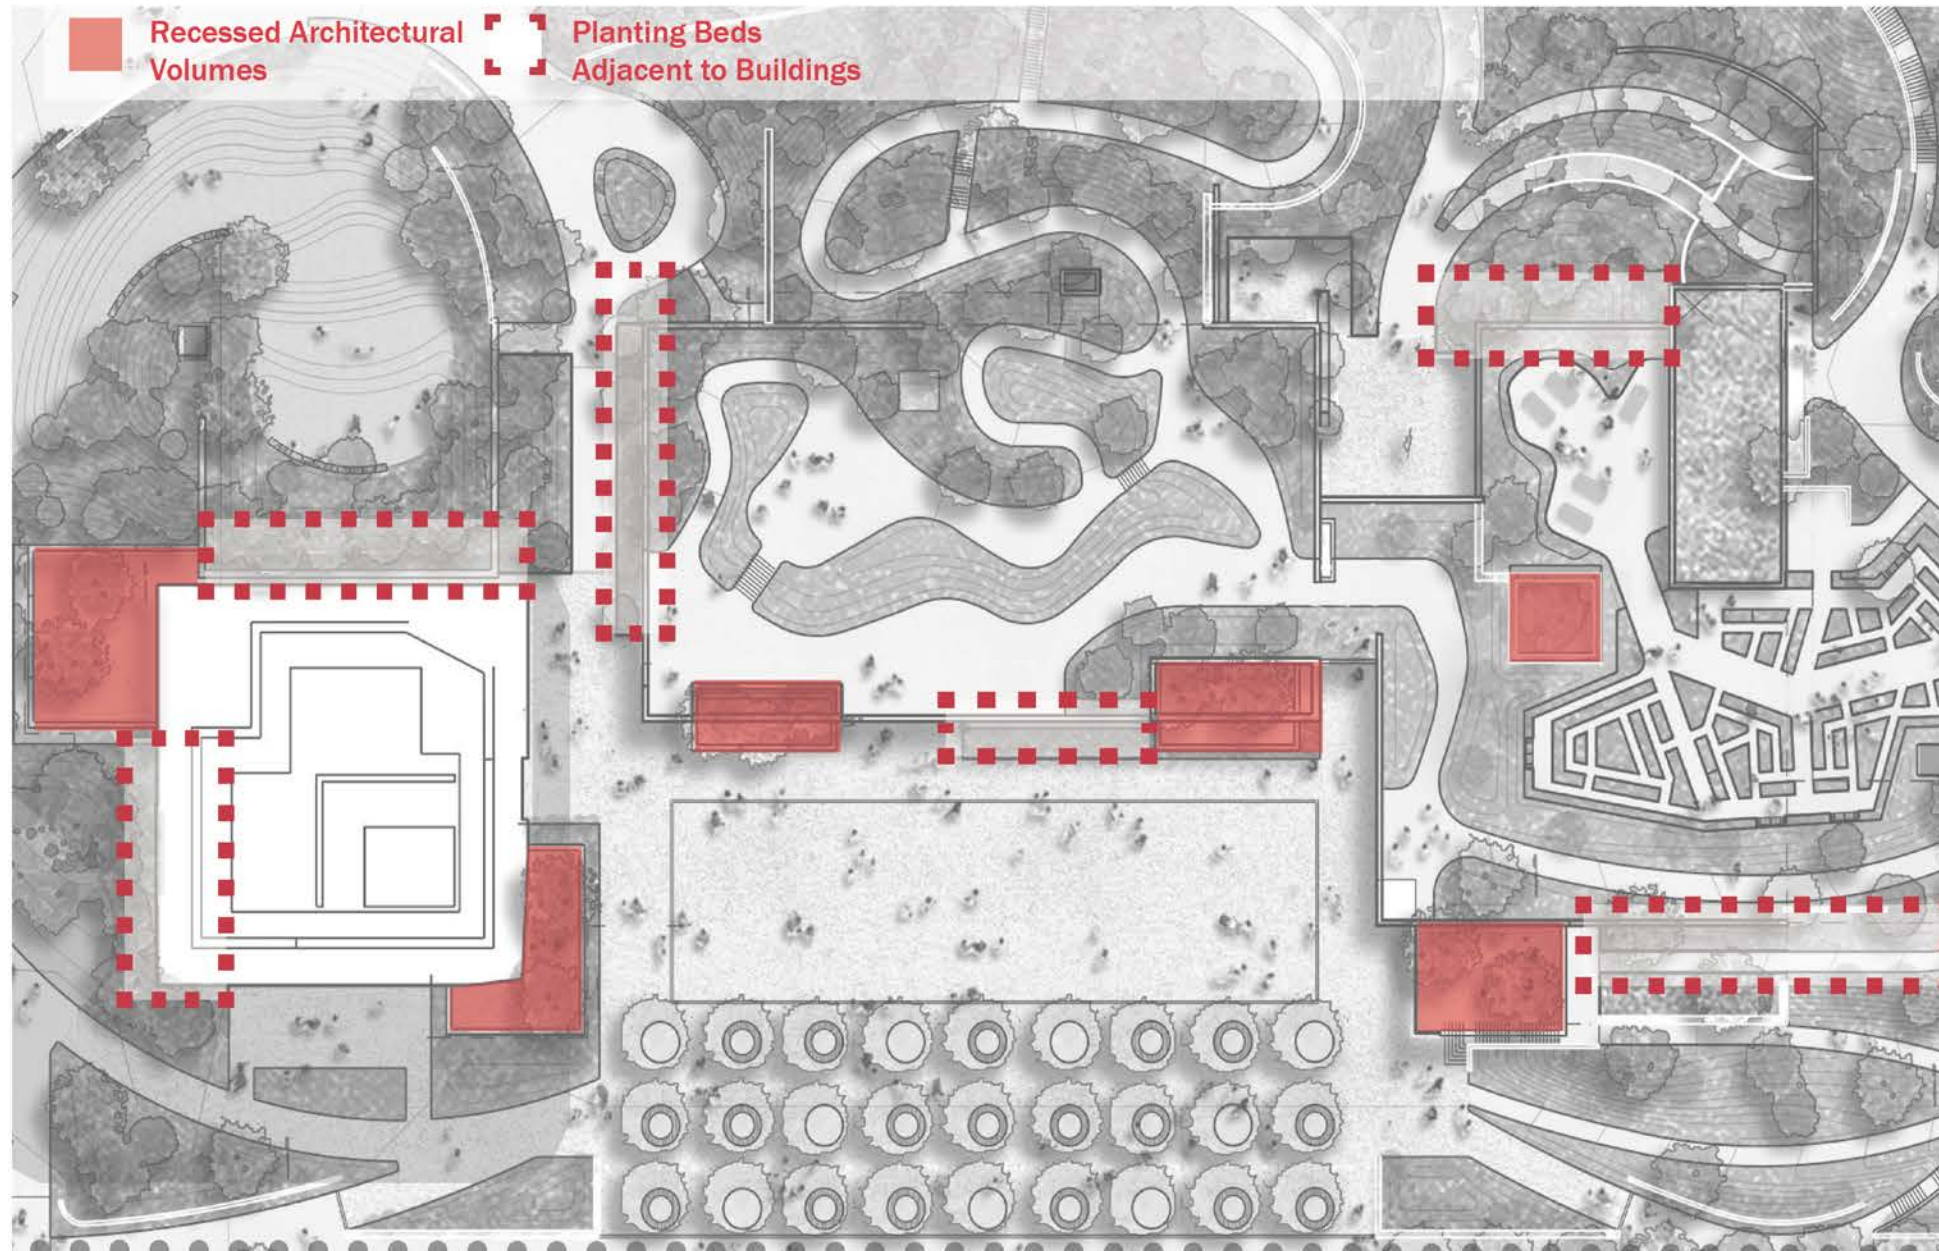 Recessed Architectural
Volumes
Planting Beds
Adjacent to Buildings